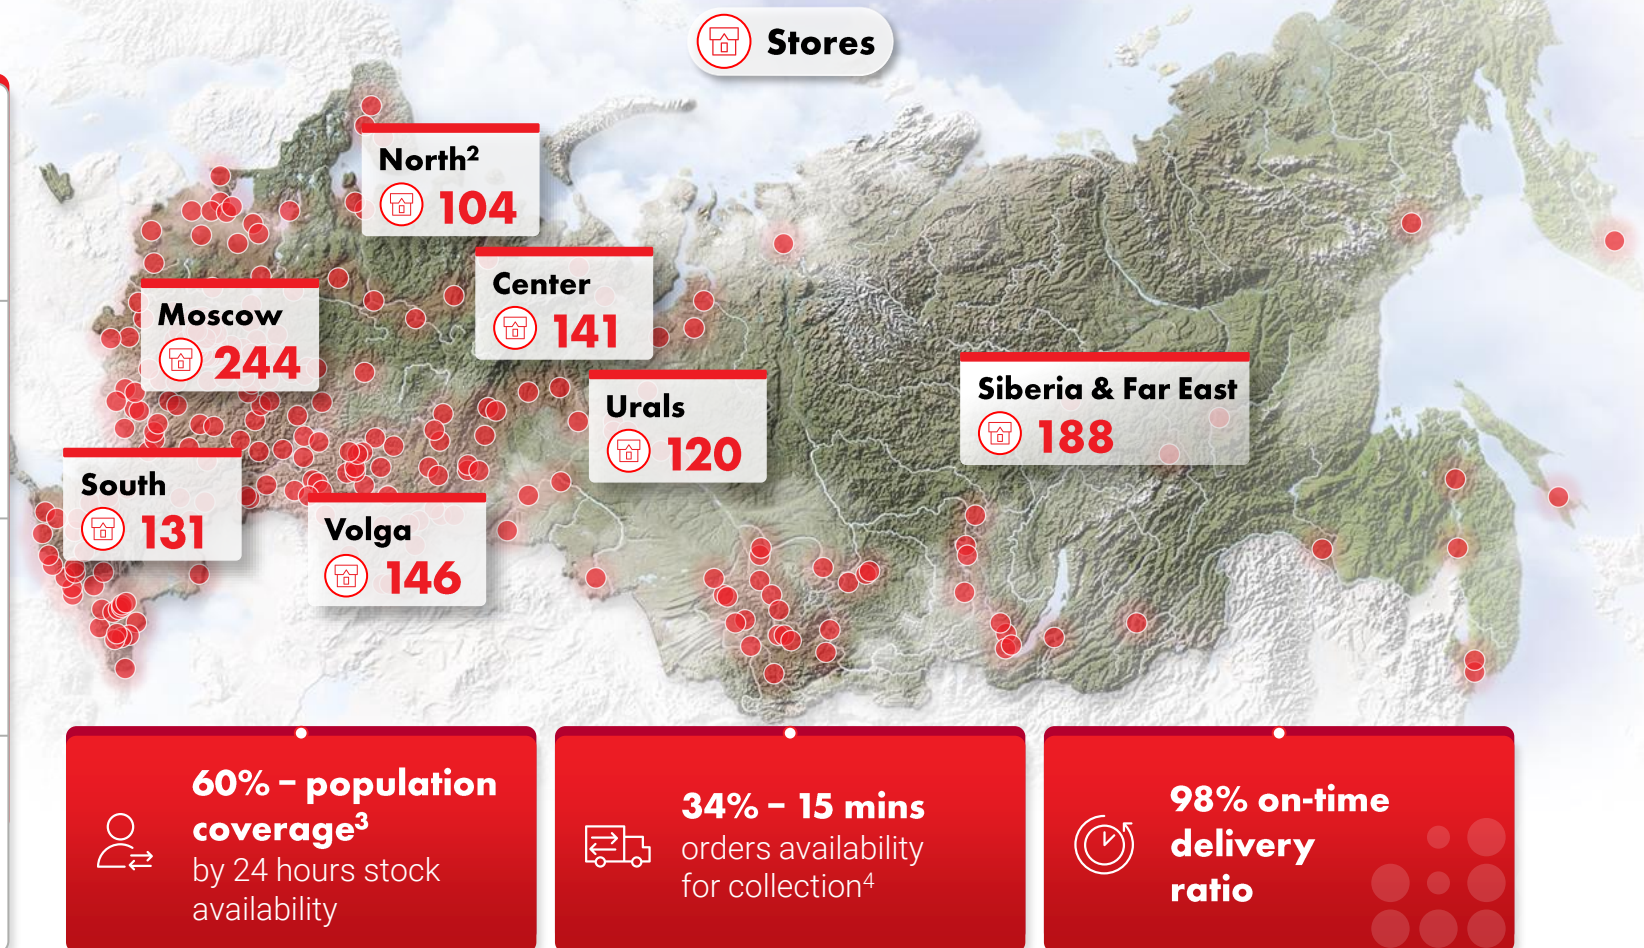 Stores
North²
104
Center
141
Moscow
244
Siberia & Far East
188
Urals
120
South
131
Volga
146
60% – population
coverage³
by 24 hours stock
availability
34% – 15 mins
orders availability
for collection⁴
98% on-time
delivery
ratio